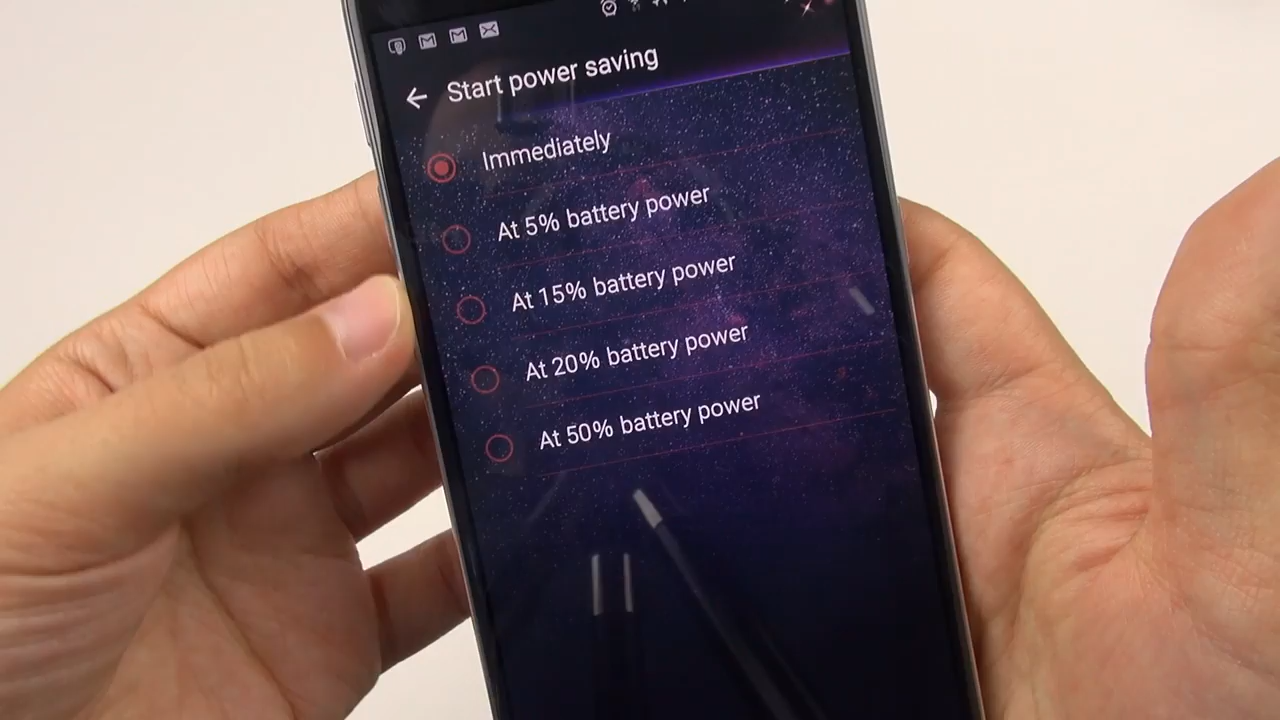 Start power saving
Immediately
At 5% battery power
At 15% battery power
At 20% battery power
At 50% battery power